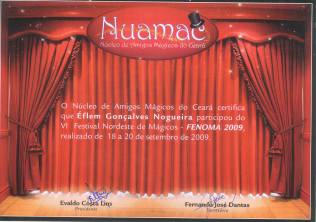 Nuamac
Núcleo de Amigos Mágicos do Ceará
O Núcleo de Amigos Mágicos do Ceará certifica
que Éflem Gonçalves Nogueira participou do
VI Festival Nordeste de Mágicos - FENOMA 2009,
realizado de 18 a 20 de setembro de 2009.
Evaldo Costa Lins Fernando José Dantas
Presidente Secretário